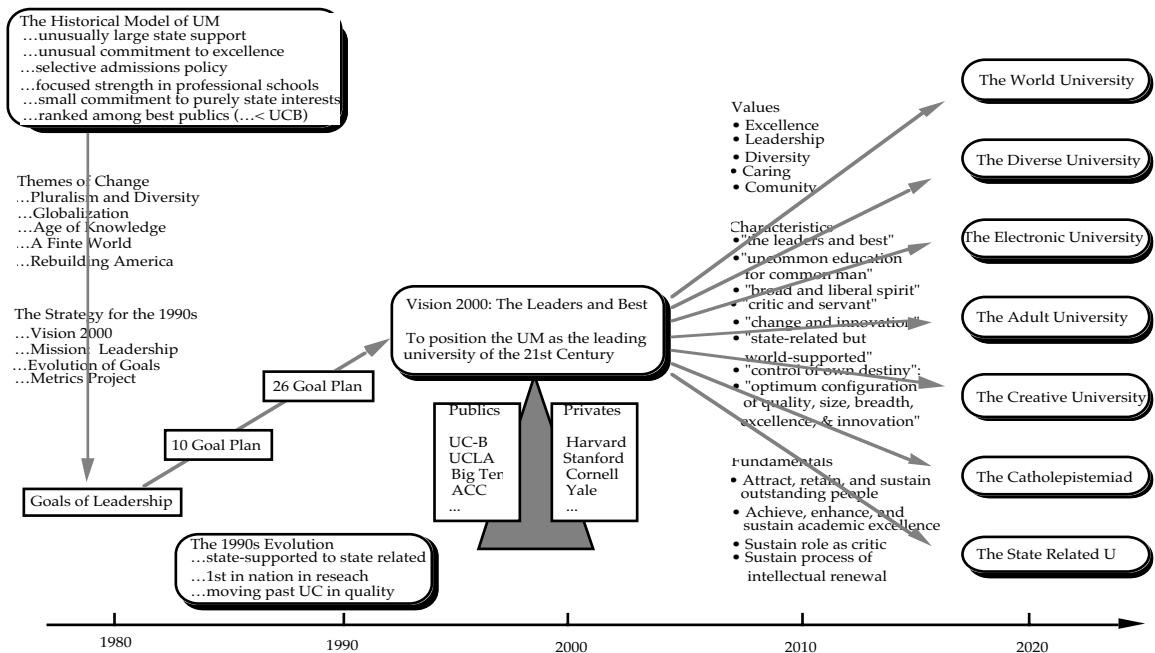 The Historical Model of UM
…unusually large state support
…unusual commitment to excellence
…selective admissions policy
…focused strength in professional schools
…small commitment to purely state interests
…ranked among best publics (…< UCB)
Themes of Change
…Pluralism and Diversity
…Globalization
…Age of Knowledge
…A Finte World
…Rebuilding America
The Strategy for the 1990s
…Vision 2000
…Mission: Leadership
…Evolution of Goals
…Metrics Project
Goals of Leadership
10 Goal Plan
26 Goal Plan
The 1990s Evolution
…state-supported to state related
…1st in nation in reseach
…moving past UC in quality
Vision 2000: The Leaders and Best
To position the UM as the leading
university of the 21st Century
Publics
UC-B
UCLA
Big Ten
ACC
...
Privates
Harvard
Stanford
Cornell
Yale
...
Values
• Excellence
• Leadership
• Diversity
• Caring
• Comunity
Characteristics
• "the leaders and best"
• "uncommon education
for common man"
• "broad and liberal spirit"
• "critic and servant"
• "change and innovation"
• "state-related but
world-supported"
• "control of own destiny":
• "optimum configuration
of quality, size, breadth,
excellence, & innovation"
Fundamentals
• Attract, retain, and sustain
outstanding people
• Achieve, enhance, and
sustain academic excellence
• Sustain role as critic
• Sustain process of
intellectual renewal
The World University
The Diverse University
The Electronic University
The Adult University
The Creative University
The Catholepistemiad
The State Related U
1980
1990
2000
2010
2020